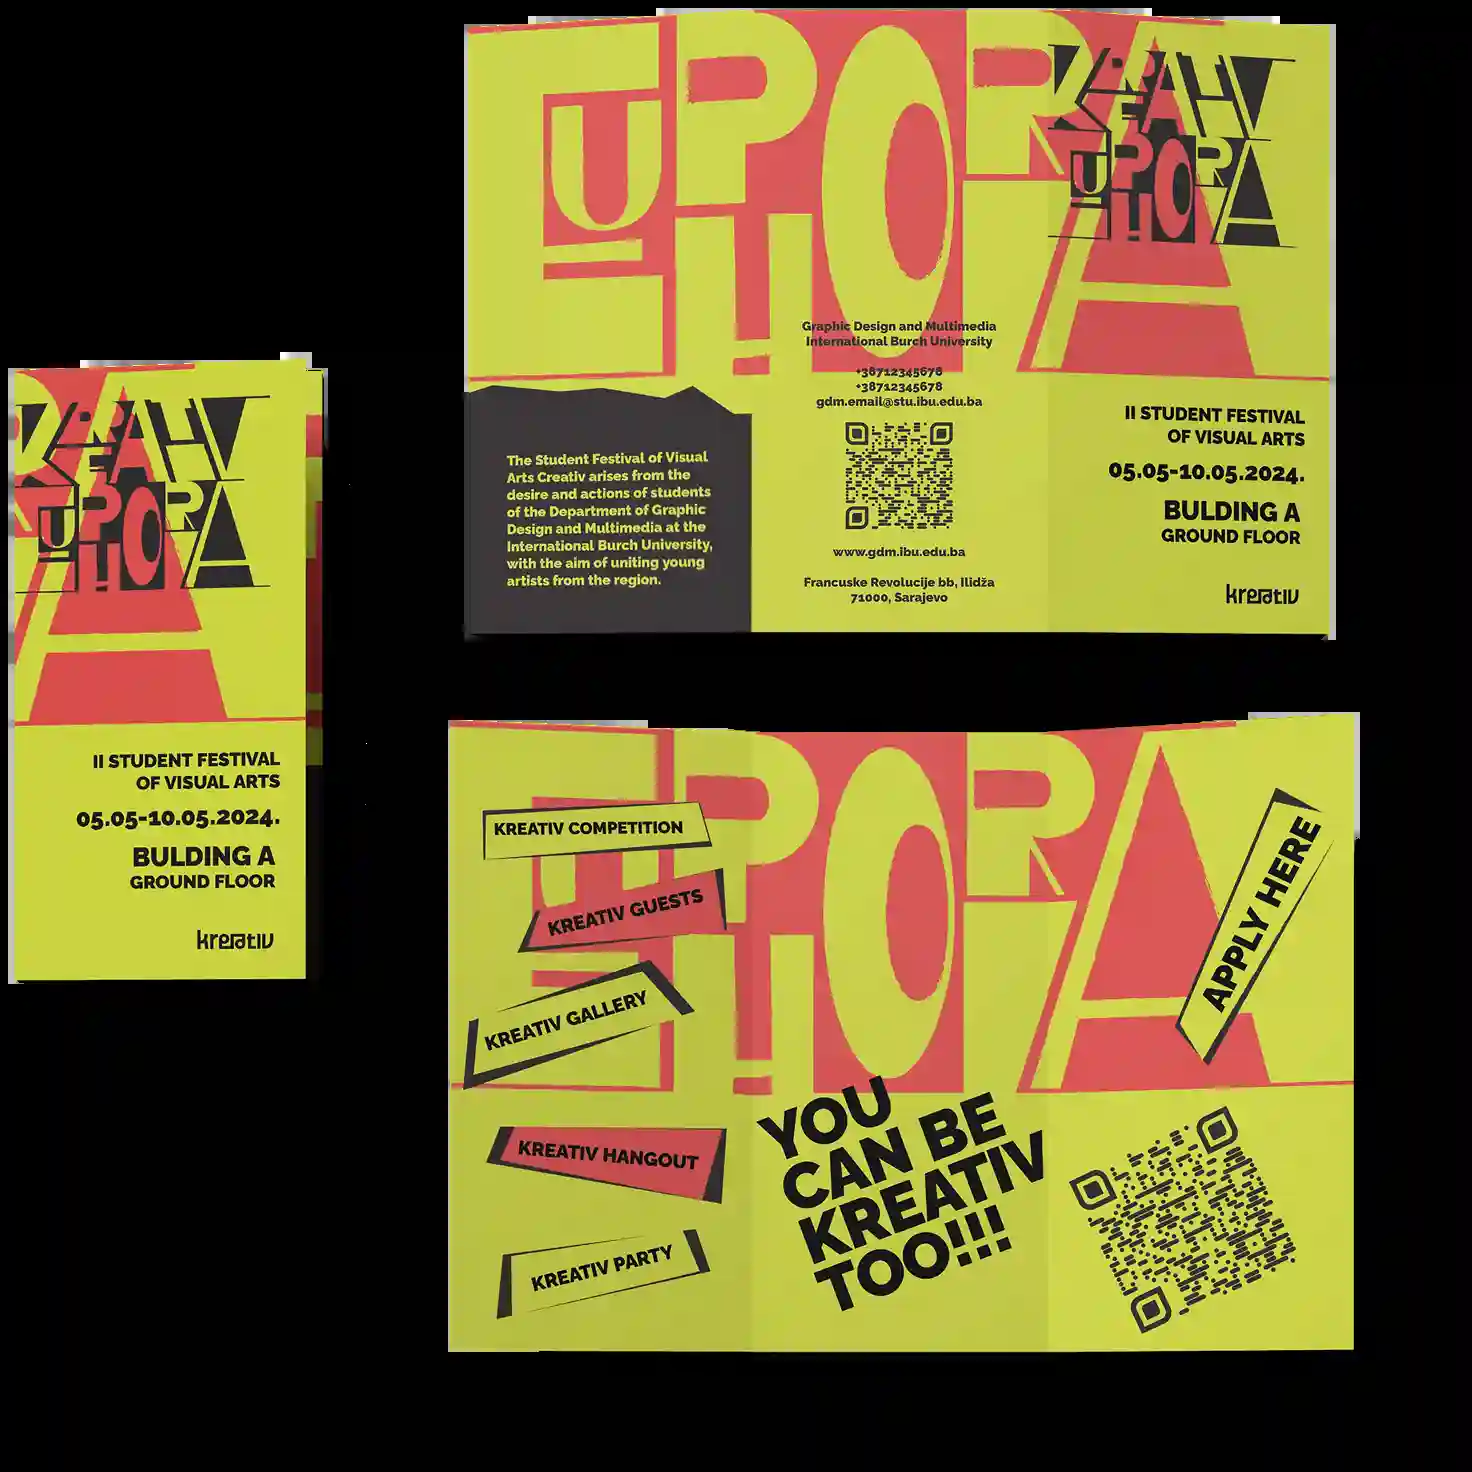 II STUDENT FESTIVAL
OF VISUAL ARTS
05.05-10.05.2024.
BULDING A
GROUND FLOOR
kreativ
The Student Festival of Visual
Arts Creativ arises from the
desire and actions of students
of the Department of Graphic
Design and Multimedia at the
International Burch University,
with the aim of uniting young
artists from the region.
Graphic Design and Multimedia
International Burch University
+38712345678
+38712345678
gdm.email@stu.ibu.edu.ba
www.gdm.ibu.edu.ba
Francuske Revolucije bb, Ilidža
71000, Sarajevo
II STUDENT FESTIVAL
OF VISUAL ARTS
05.05-10.05.2024.
BULDING A
GROUND FLOOR
kreativ
KREATIV COMPETITION
KREATIV GUESTS
KREATIV GALLERY
KREATIV HANGOUT
KREATIV PARTY
YOU
CAN BE
KREATIV
TOO!!!
APPLY HERE